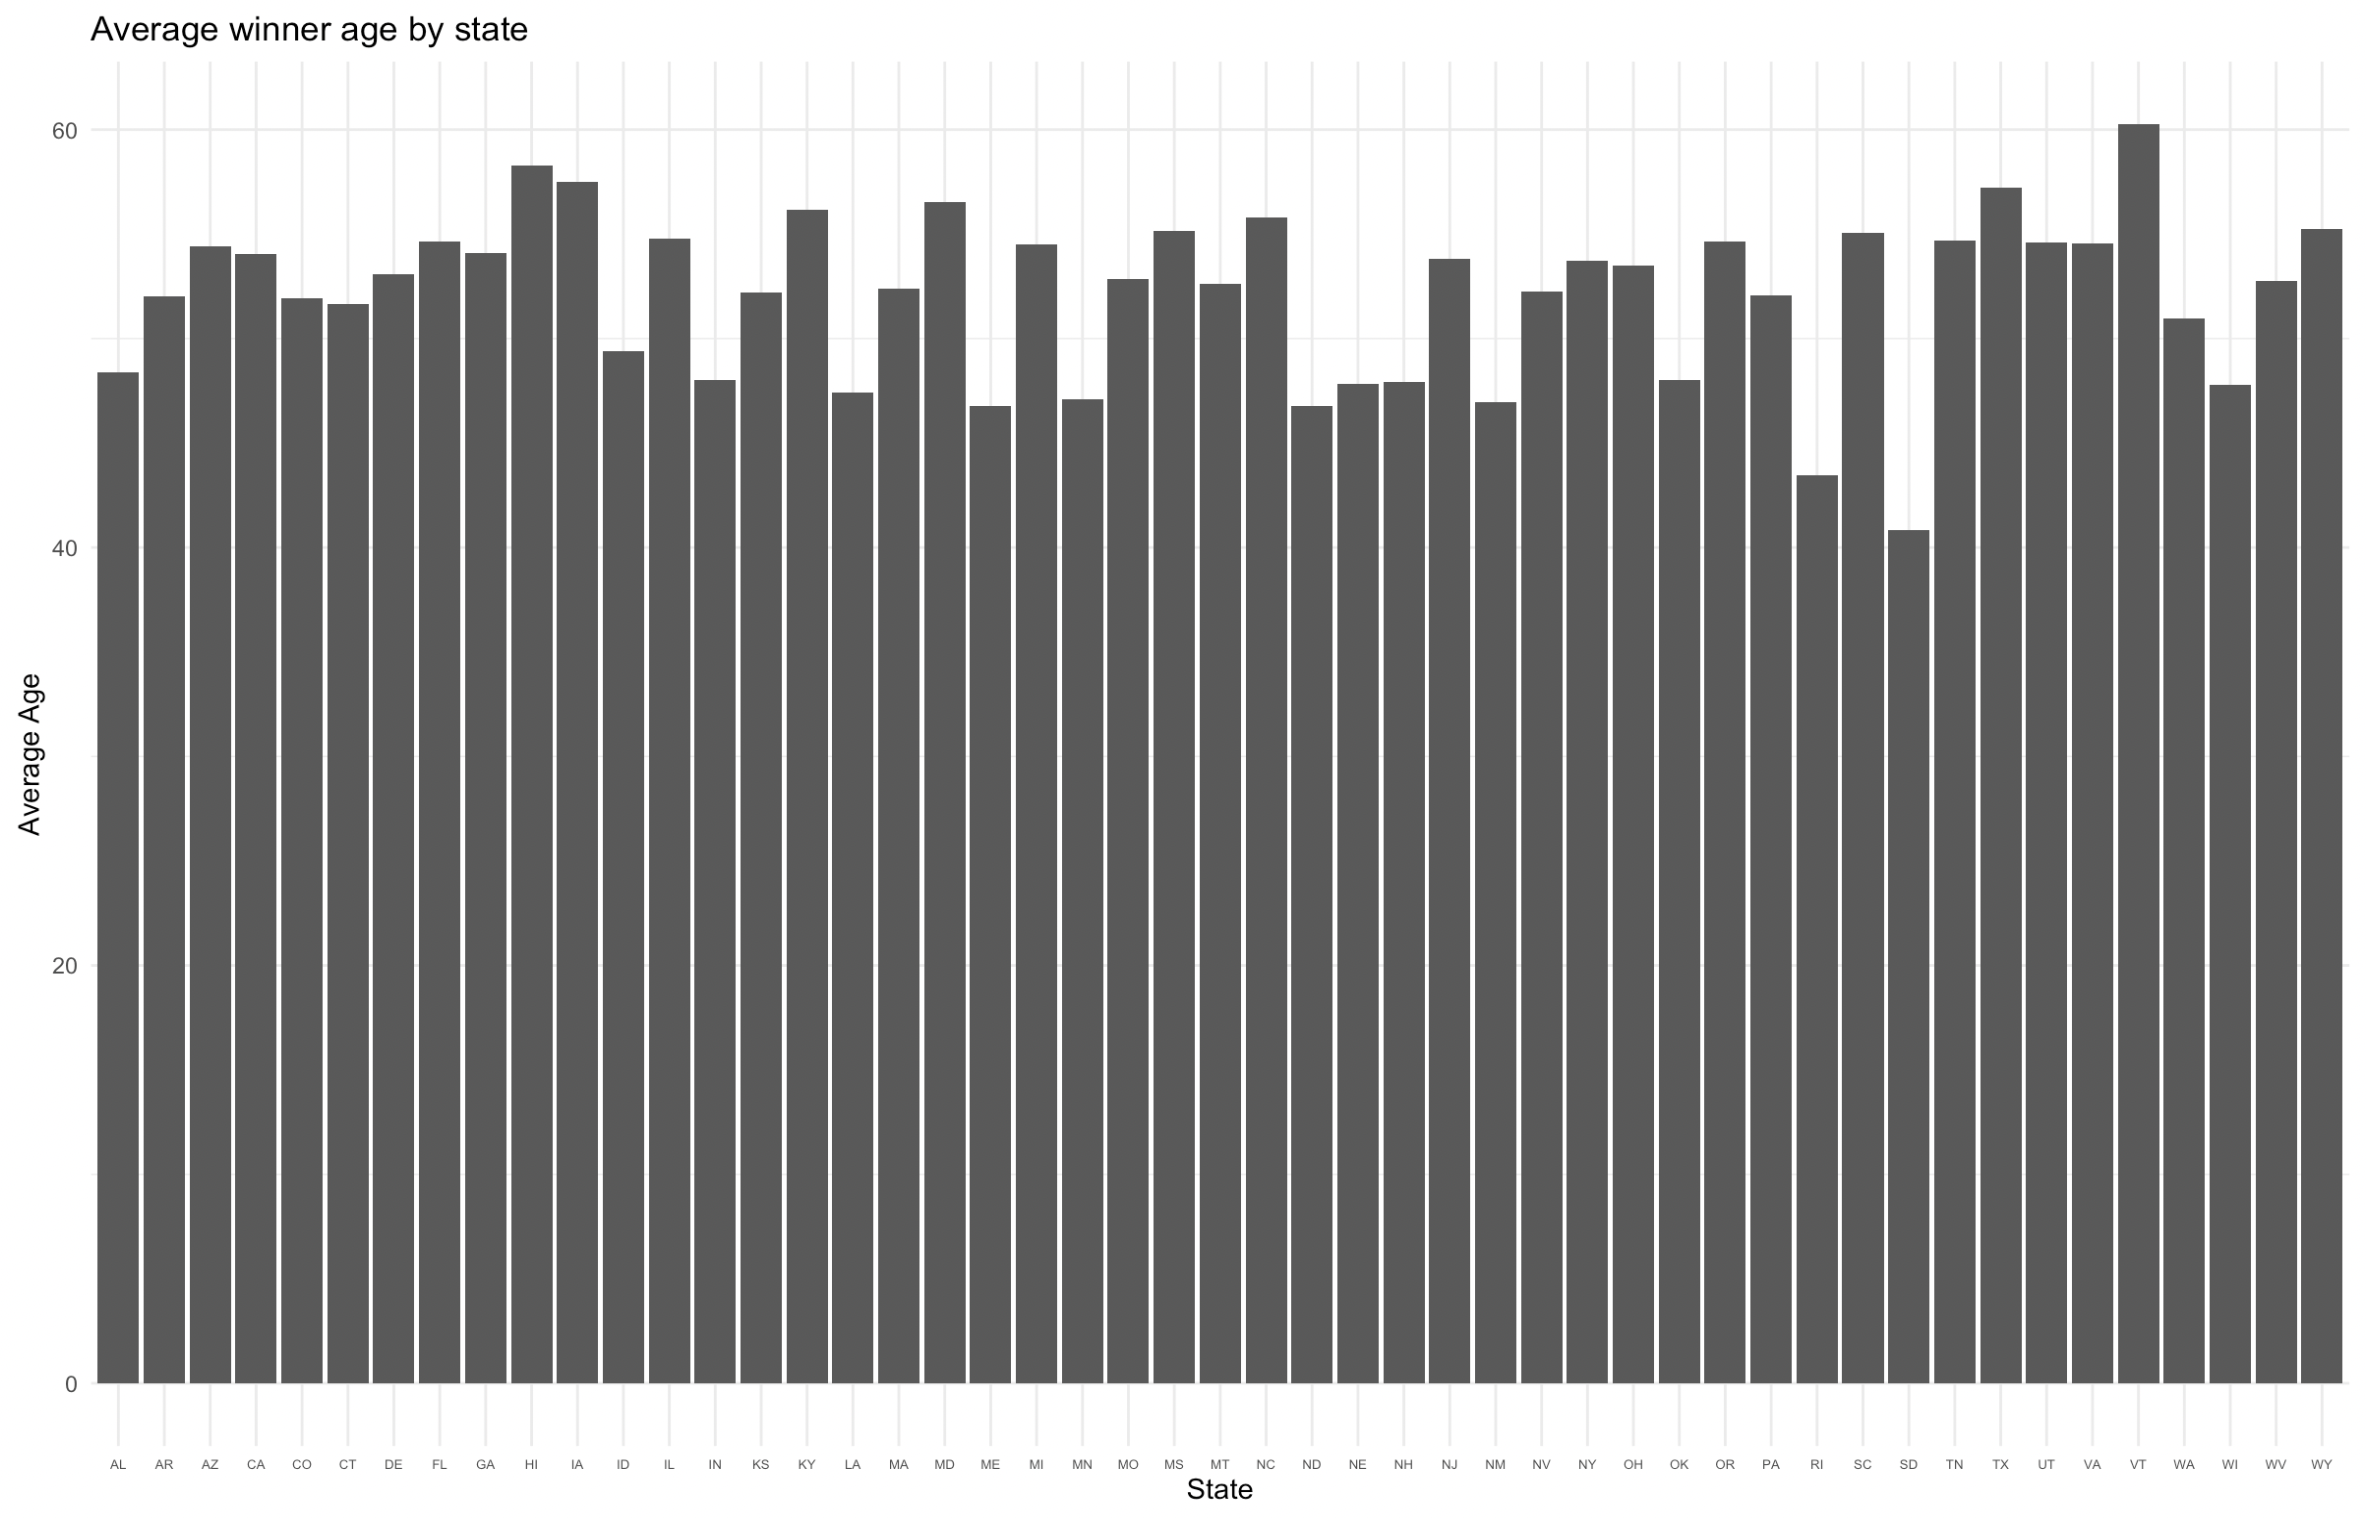 Average winner age by state
60
40
20
0
Average Age
AL AR AZ CA CO CT DE FL GA HI IA ID IL IN KS KY LA MA MD ME MI MN MO MS MT NC ND NE NH NJ NM NV NY OH OK OR PA RI SC SD TN TX UT VA VT WA WI WV WY
State